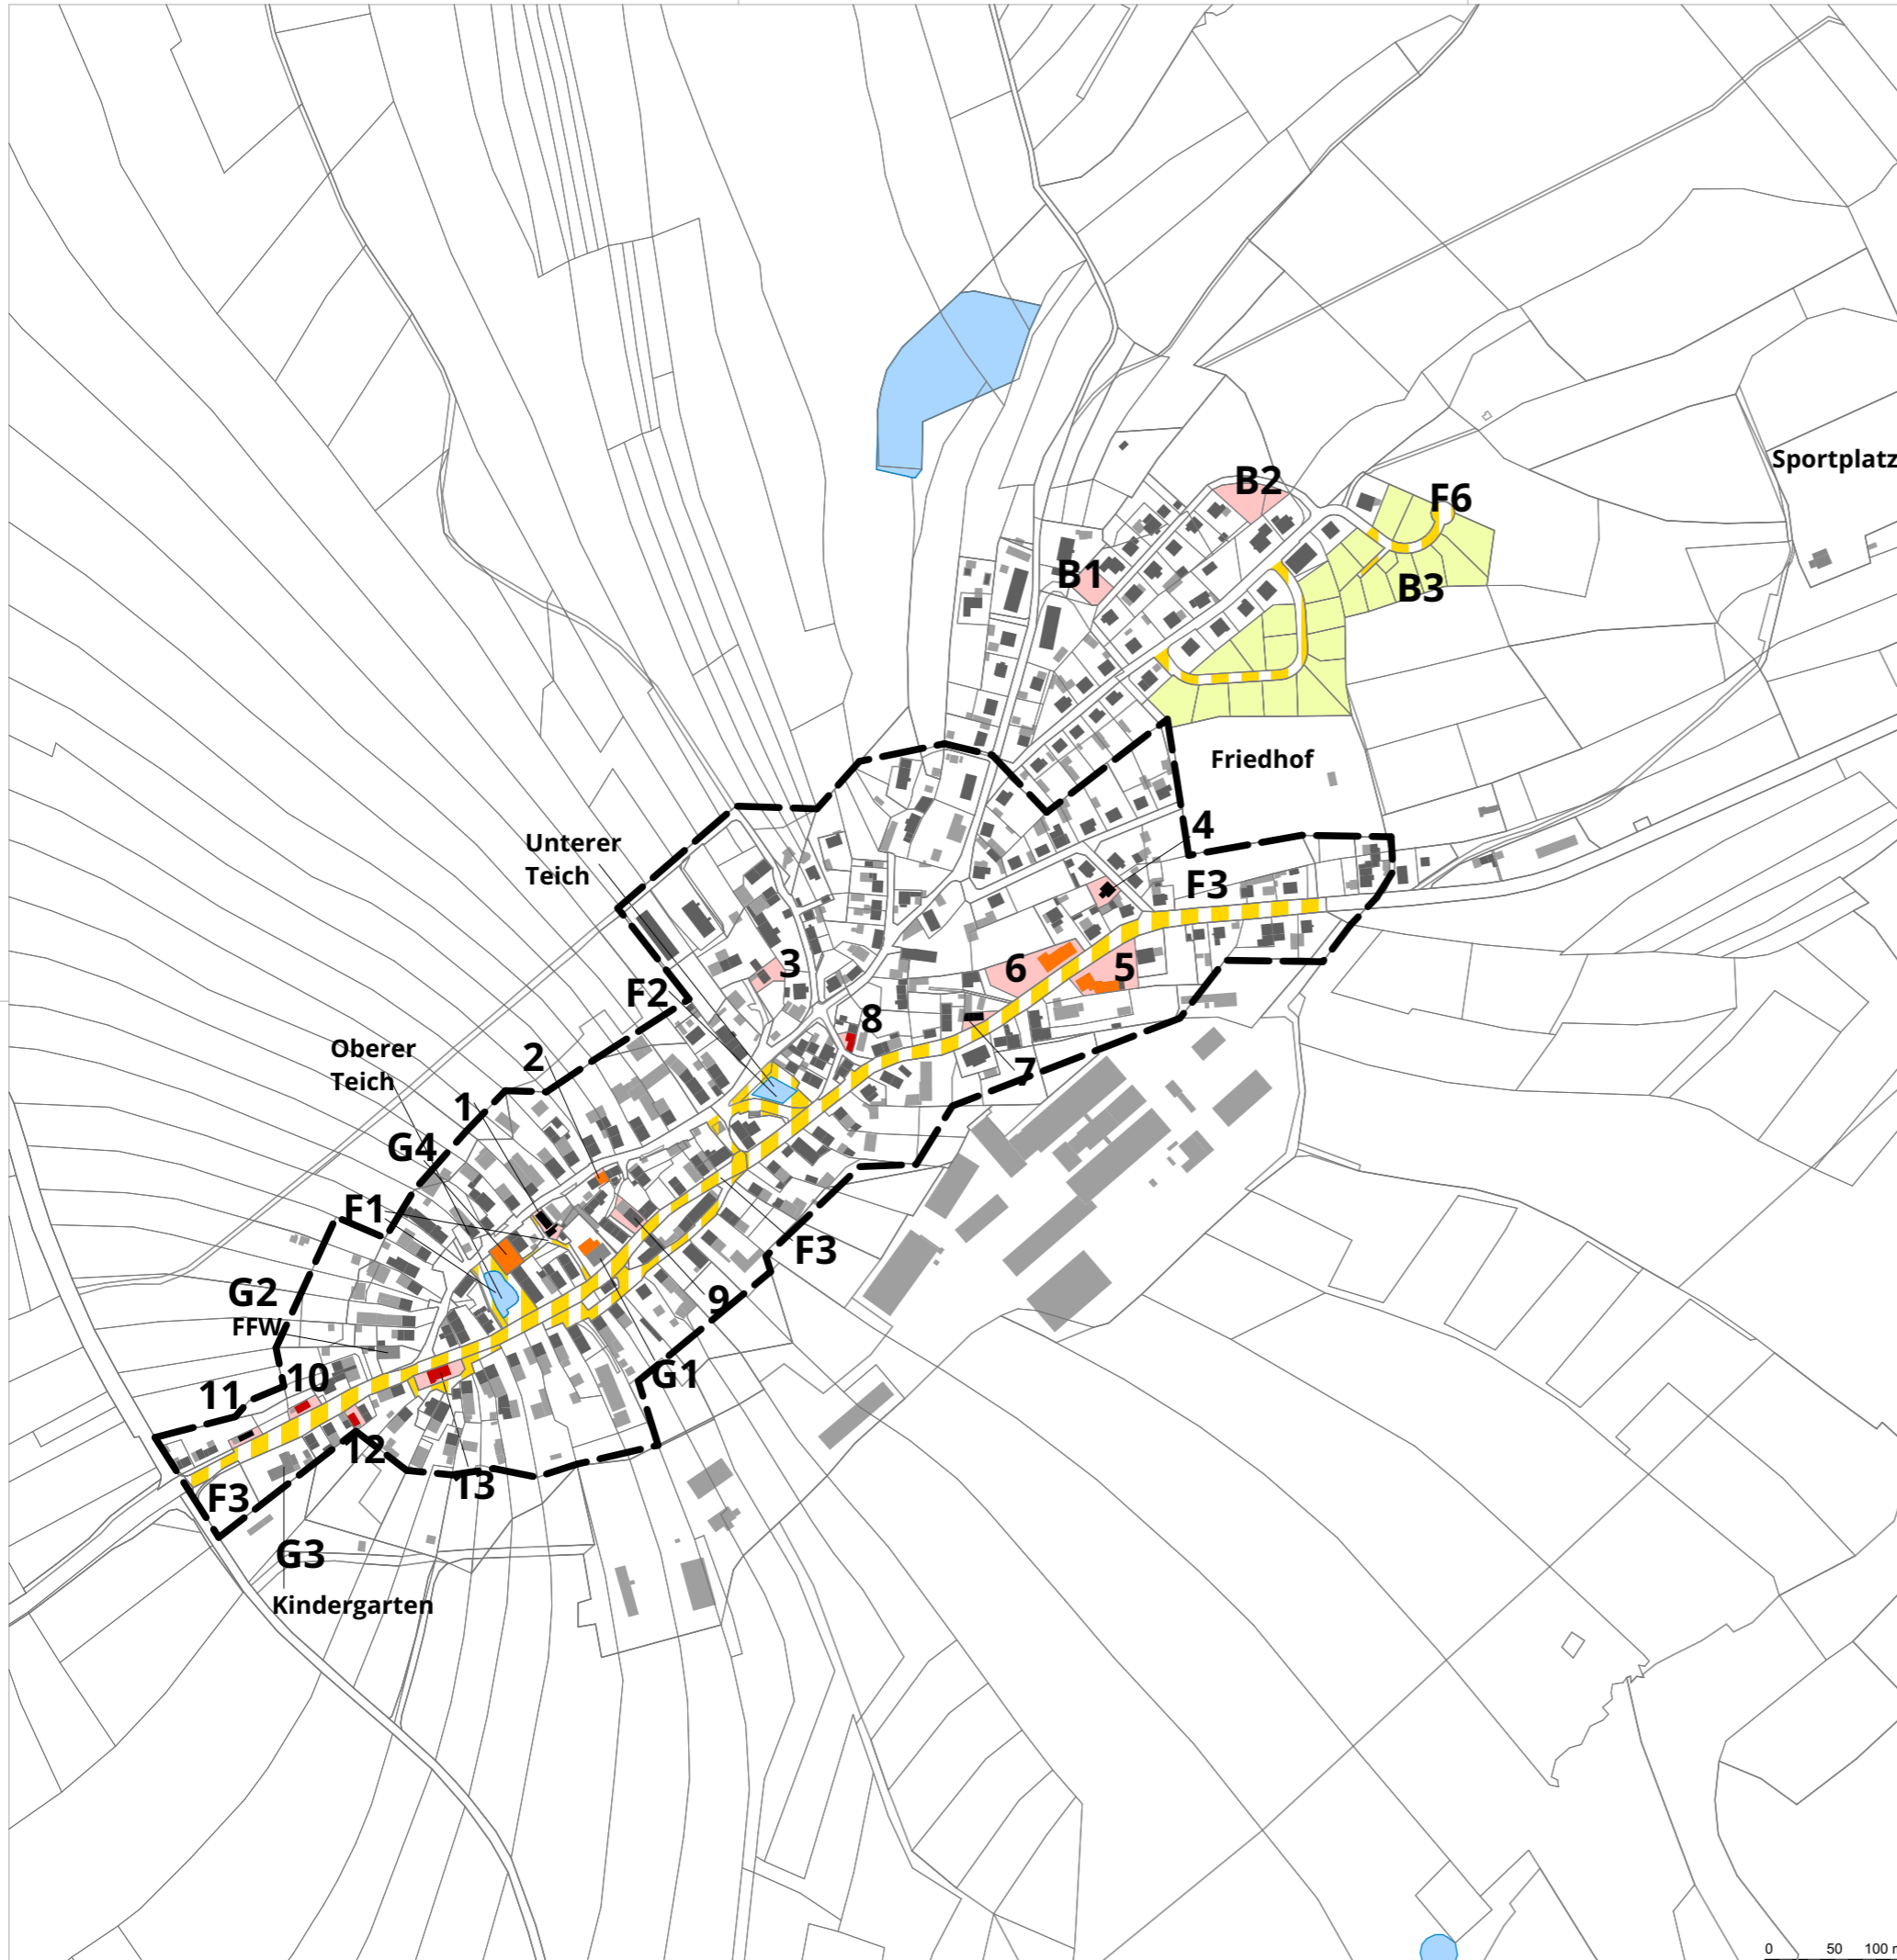 B2
Sportplatz
F6
B1
B3
Friedhof
4
Unterer
Teich
F3
3
6
5
F2
8
Oberer
Teich
2
7
1
G4
F1
F3
G2
9
FFW
G1
10
11
12
13
F3
G3
Kindergarten
0 50 100 m